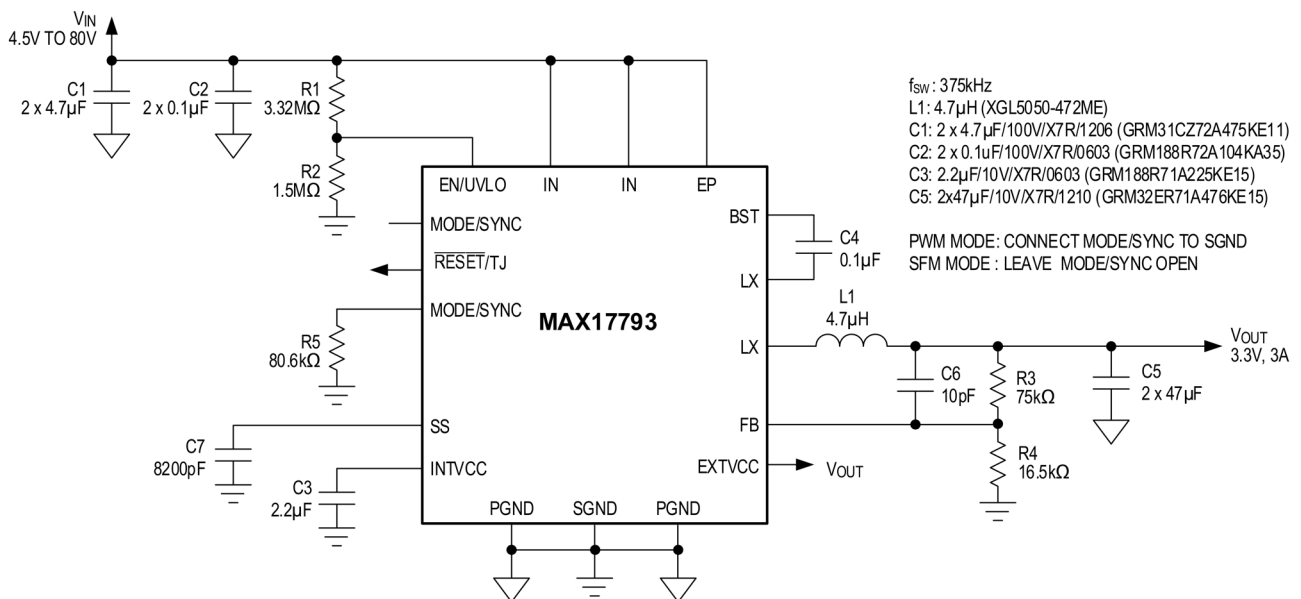 VIN
4.5V TO 80V
C1
2 x 4.7µF
C2
2 x 0.1µF
R1
3.32MΩ
R2
1.5MΩ
EN/UVLO
IN
IN
EP
MODE/SYNC
RESET/TJ
MODE/SYNC
R5
80.6kΩ
SS
C7
8200pF
INTVCC
C3
2.2µF
MAX17793
PGND
SGND
PGND
BST
LX
C4
0.1µF
LX
L1
4.7µH
FB
EXTVCC
VOUT
C6
10pF
R3
75kΩ
R4
16.5kΩ
C5
2 x 47µF
VOUT
3.3V, 3A
fSW : 375kHz
L1: 4.7µH (XGL5050-472ME)
C1: 2 x 4.7µF/100V/X7R/1206 (GRM31CZ72A475KE11)
C2: 2 x 0.1uF/100V/X7R/0603 (GRM188R72A104KA35)
C3: 2.2µF/10V/X7R/0603 (GRM188R71A225KE15)
C5: 2x47µF/10V/X7R/1210 (GRM32ER71A476KE15)
PWM MODE: CONNECT MODE/SYNC TO SGND
SFM MODE : LEAVE MODE/SYNC OPEN